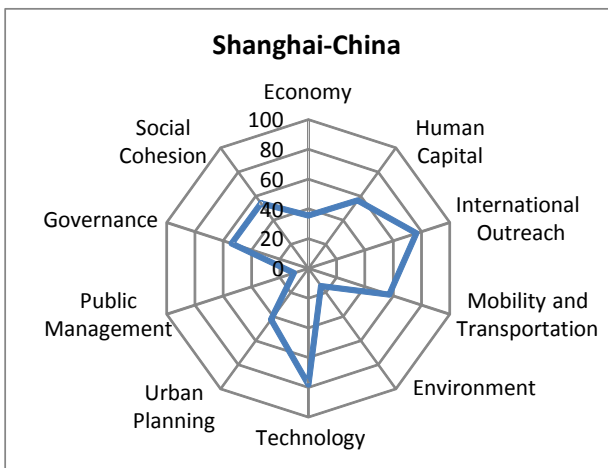 Shanghai-China
Economy
Human
Capital
International
Outreach
Mobility and
Transportation
Environment
Technology
Urban
Planning
Public
Management
Governance
Social
Cohesion
100
80
60
40
20
0